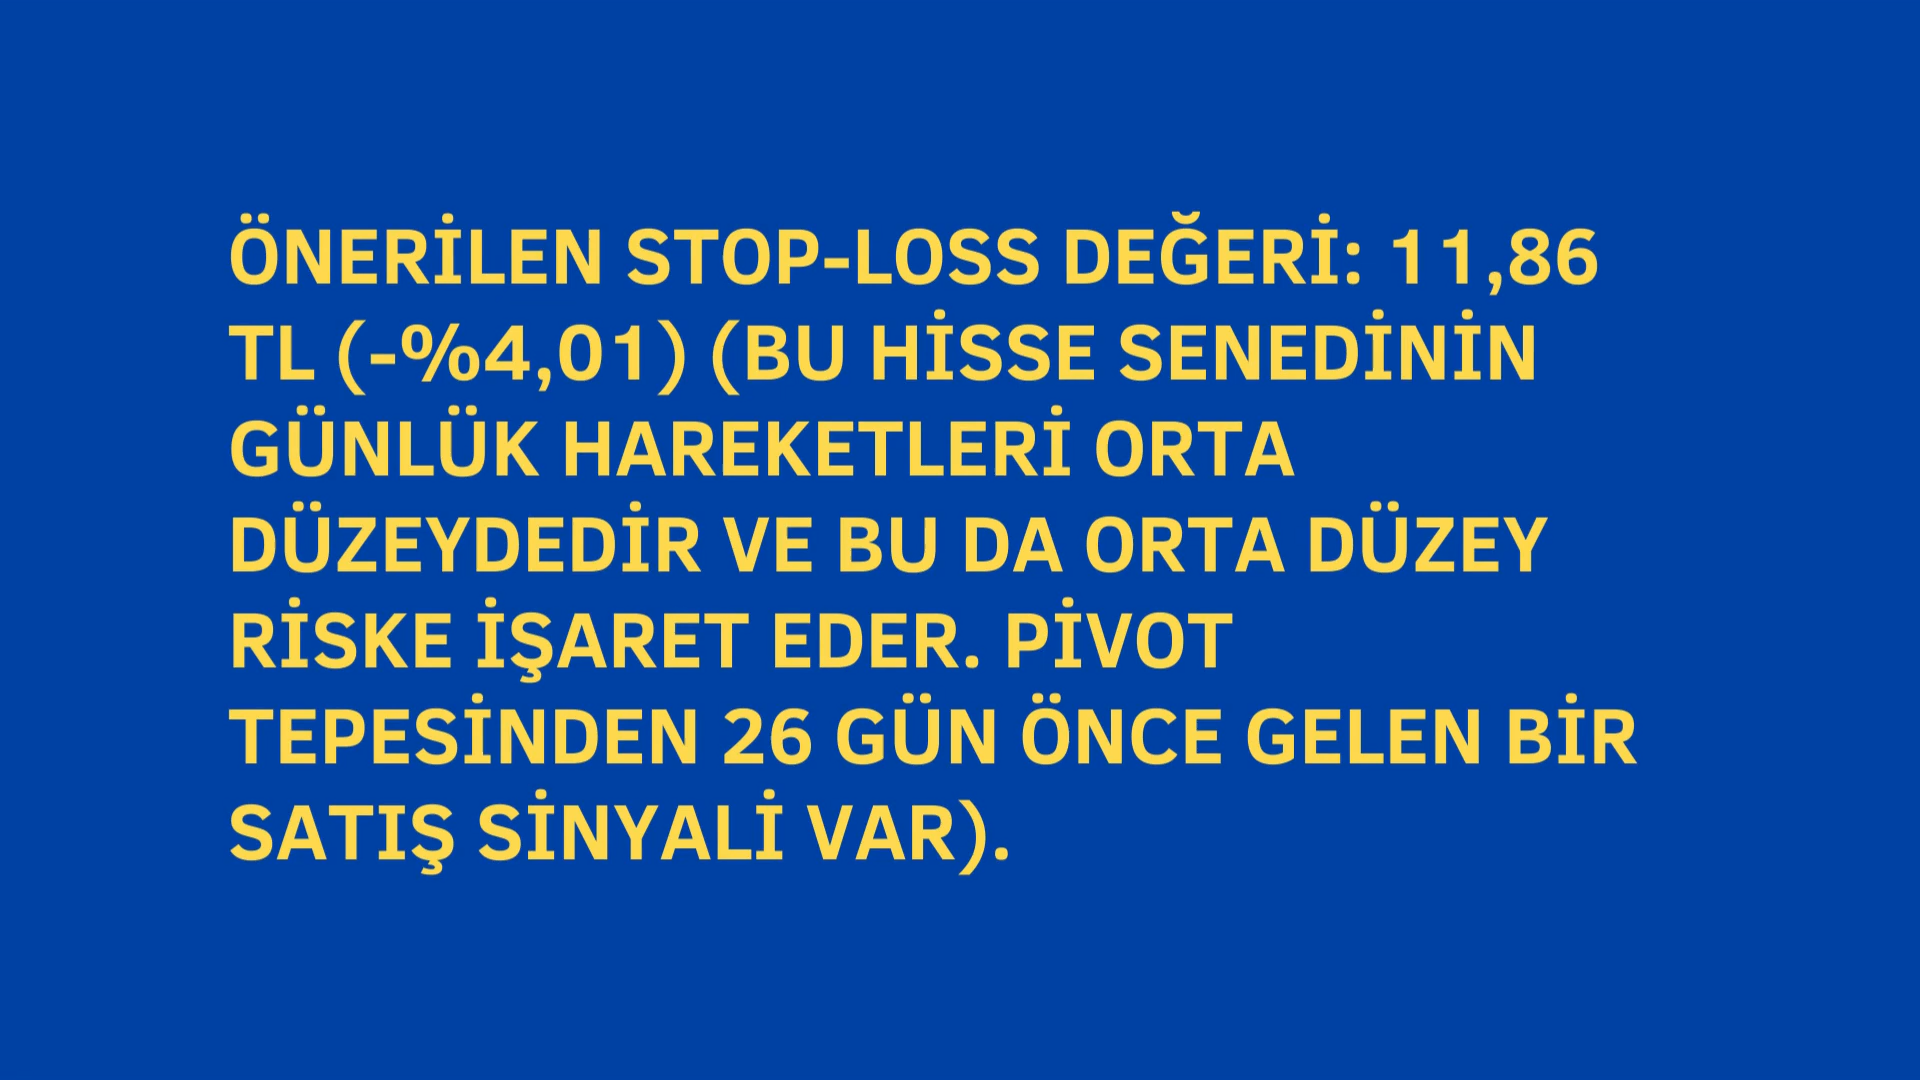 ÖNERİLEN STOP-LOSS DEĞERİ: 11,86
TL (-%4,01) (BU HİSSE SENEDİNİN
GÜNLÜK HAREKETLERİ ORTA
DÜZEYDEDİR VE BU DA ORTA DÜZEY
RİSKE İŞARET EDER. PİVOT
TEPESİNDEN 26 GÜN ÖNCE GELEN BİR
SATIŞ SİNYALİ VAR).